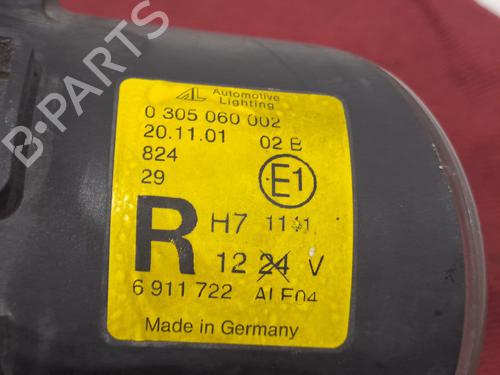 AL Automotive Lighting
0 305 060 002
20.11.01 02 B
824
29
E1
R H7
12 24 V
6 911 722 ALF04
Made in Germany
B-PARTS